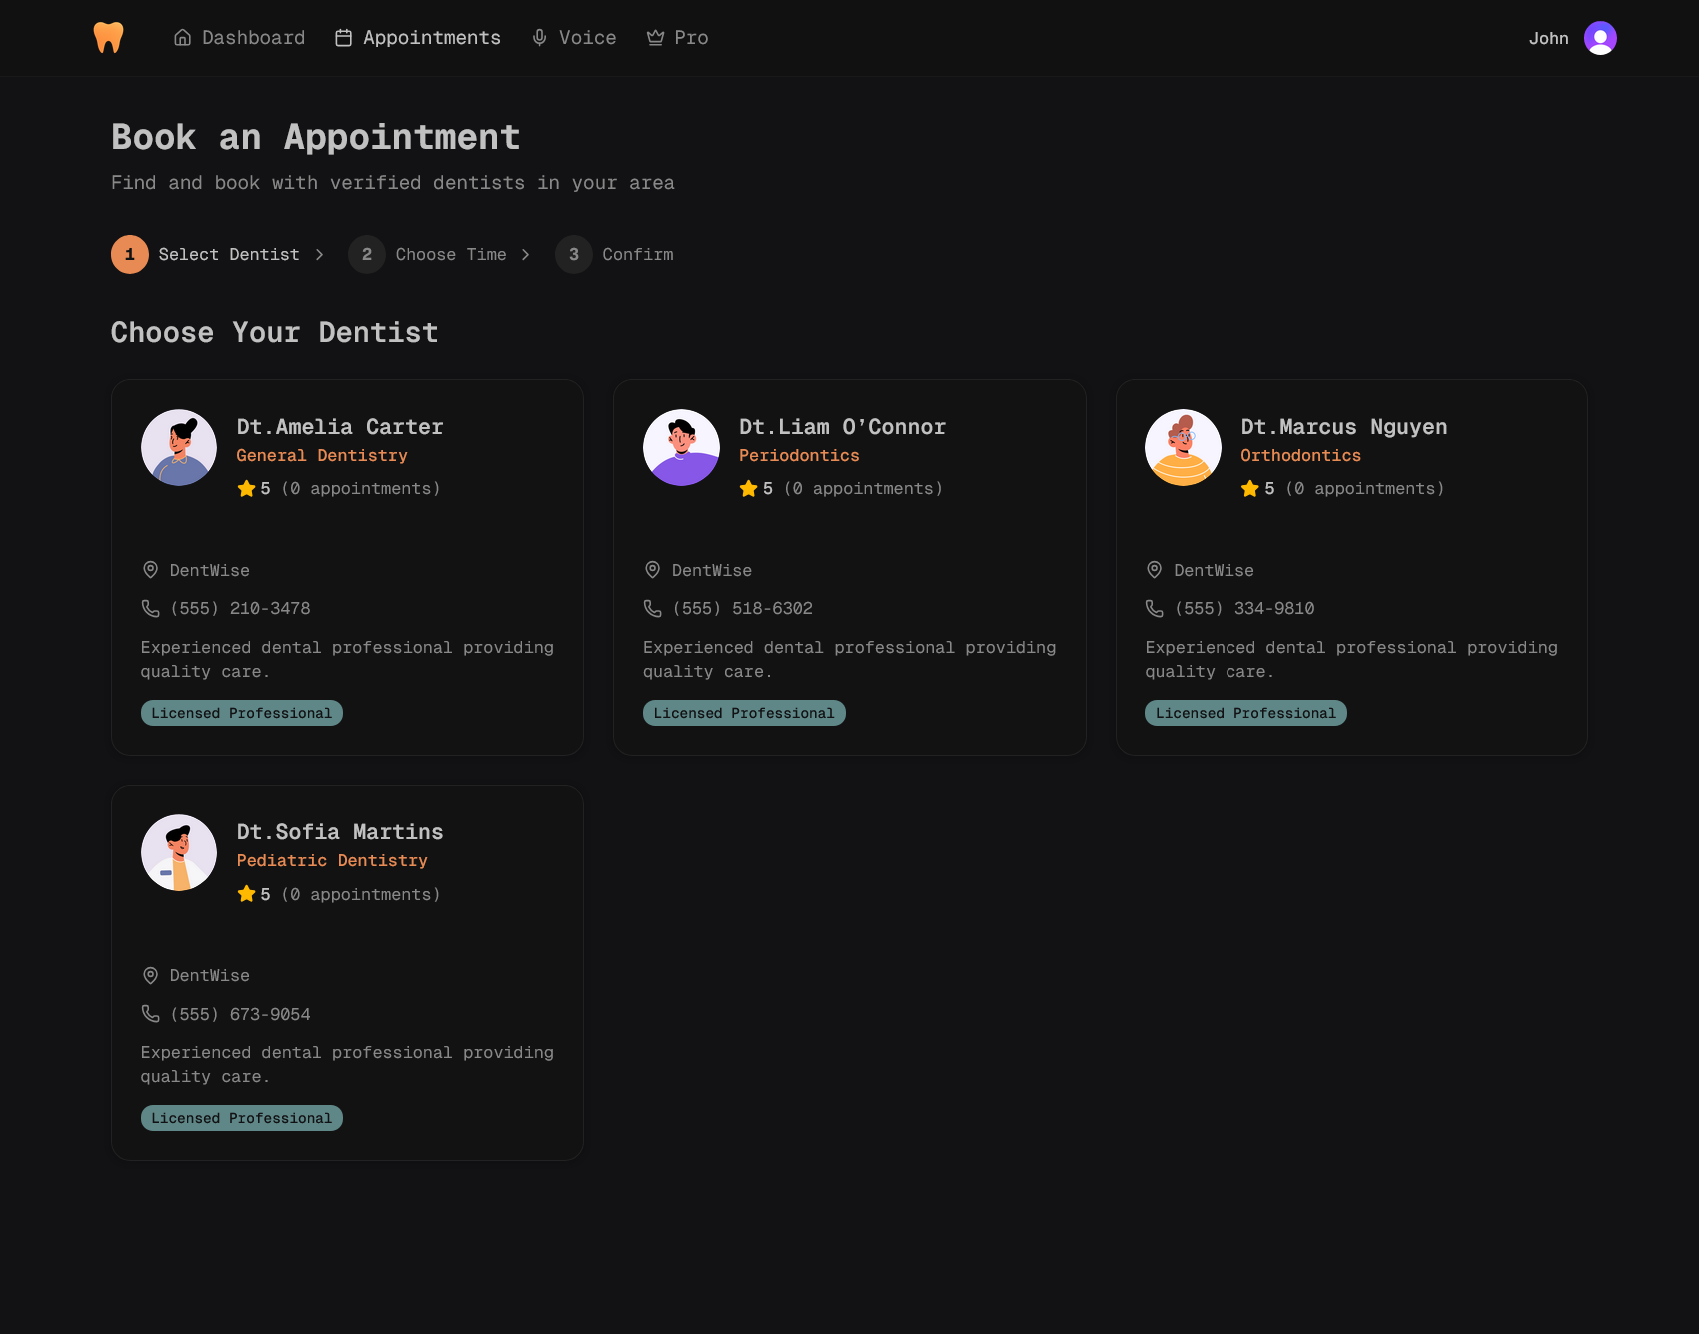 Dashboard Appointments Voice Pro John
Book an Appointment
Find and book with verified dentists in your area
1 Select Dentist 2 Choose Time 3 Confirm
Choose Your Dentist
Dt.Amelia Carter
General Dentistry
5 (0 appointments)
DentWise
(555) 210-3478
Experienced dental professional providing
quality care.
Licensed Professional
Dt.Liam O’Connor
Periodontics
5 (0 appointments)
DentWise
(555) 518-6302
Experienced dental professional providing
quality care.
Licensed Professional
Dt.Marcus Nguyen
Orthodontics
5 (0 appointments)
DentWise
(555) 334-9810
Experienced dental professional providing
quality care.
Licensed Professional
Dt.Sofia Martins
Pediatric Dentistry
5 (0 appointments)
DentWise
(555) 673-9054
Experienced dental professional providing
quality care.
Licensed Professional